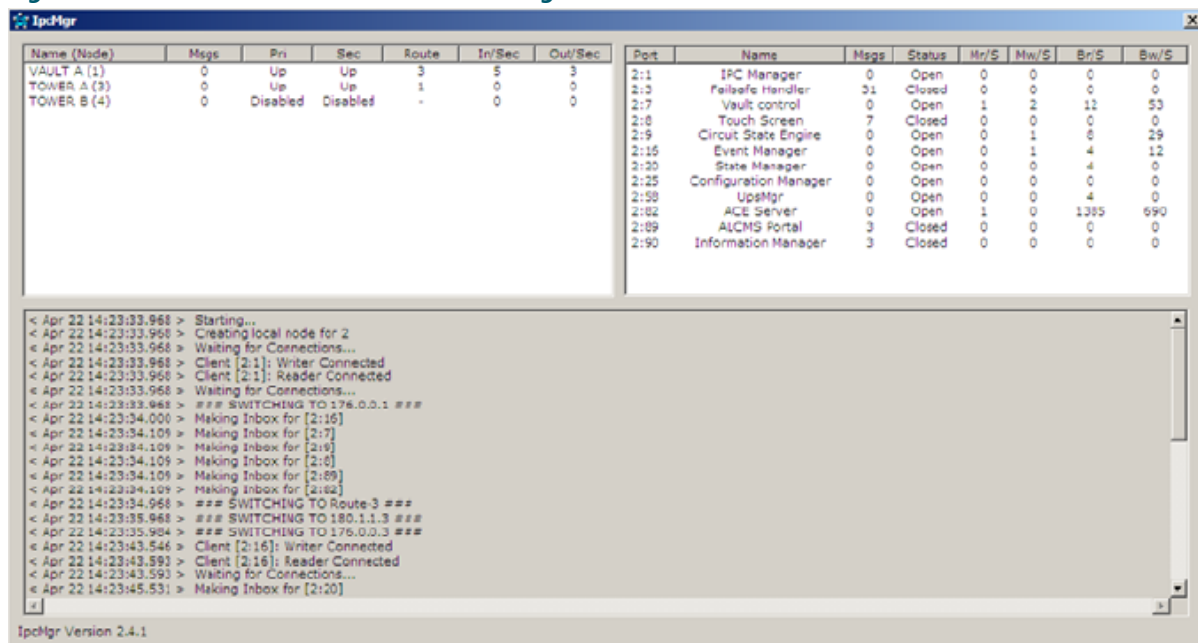 IpcMgr
Name (Node) Msgs Pri Sec Route In/Sec Out/Sec
VAULT A (1) 0 Up Up 3 5 3
TOWER A (3) 0 Up Up 1 0 0
TOWER B (4) 0 Disabled Disabled - 0 0
Port Name Msgs Status Mr/S Mw/S Br/S Bw/S
2:1 IPC Manager 0 Open 0 0 0 0
2:3 Failsafe Handler 31 Closed 0 0 0 0
2:7 Vault control 0 Open 1 2 12 53
2:8 Touch Screen 7 Closed 0 0 0 0
2:9 Circuit State Engine 0 Open 0 1 8 29
2:16 Event Manager 0 Open 0 1 4 12
2:20 State Manager 0 Open 0 0 4 0
2:25 Configuration Manager 0 Open 0 0 0 0
2:58 UpsMgr 0 Open 0 0 4 0
2:82 ACE Server 0 Open 1 0 1385 690
2:89 ALCMS Portal 3 Closed 0 0 0 0
2:90 Information Manager 3 Closed 0 0 0 0
< Apr 22 14:23:33.968 > Starting...
< Apr 22 14:23:33.968 > Creating local node for 2
< Apr 22 14:23:33.968 > Waiting for Connections...
< Apr 22 14:23:33.968 > Client [2:1]: Writer Connected
< Apr 22 14:23:33.968 > Client [2:1]: Reader Connected
< Apr 22 14:23:33.968 > Waiting for Connections...
< Apr 22 14:23:33.968 > ### SWITCHING TO 176.0.0.1 ###
< Apr 22 14:23:34.000 > Making Inbox for [2:16]
< Apr 22 14:23:34.109 > Making Inbox for [2:7]
< Apr 22 14:23:34.109 > Making Inbox for [2:9]
< Apr 22 14:23:34.109 > Making Inbox for [2:8]
< Apr 22 14:23:34.109 > Making Inbox for [2:89]
< Apr 22 14:23:34.109 > Making Inbox for [2:82]
< Apr 22 14:23:34.968 > ### SWITCHING TO Route-3 ###
< Apr 22 14:23:35.968 > ### SWITCHING TO 180.1.1.3 ###
< Apr 22 14:23:35.984 > ### SWITCHING TO 176.0.0.3 ###
< Apr 22 14:23:43.546 > Client [2:16]: Writer Connected
< Apr 22 14:23:43.593 > Client [2:16]: Reader Connected
< Apr 22 14:23:43.593 > Waiting for Connections...
< Apr 22 14:23:45.531 > Making Inbox for [2:20]
IpcMgr Version 2.4.1